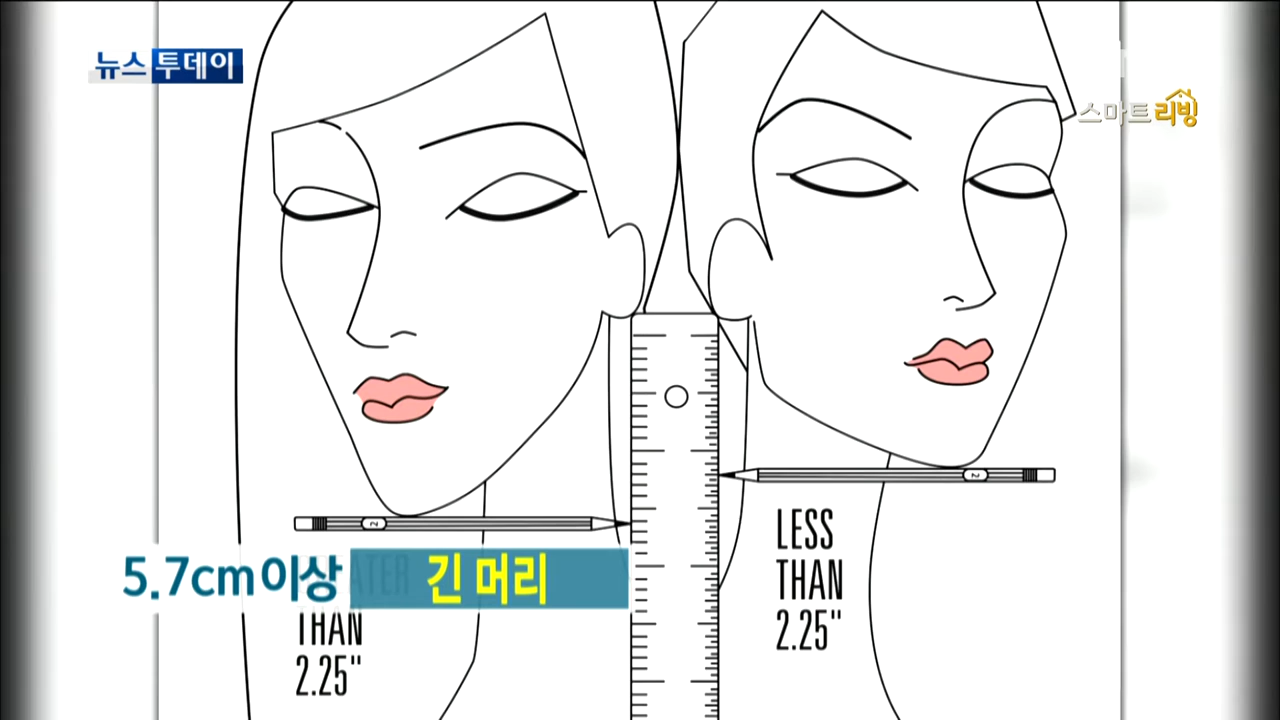 뉴스투데이
스마트리빙
LESS
THAN
2.25"
5.7cm이상 긴 머리
GREATER
THAN
2.25"